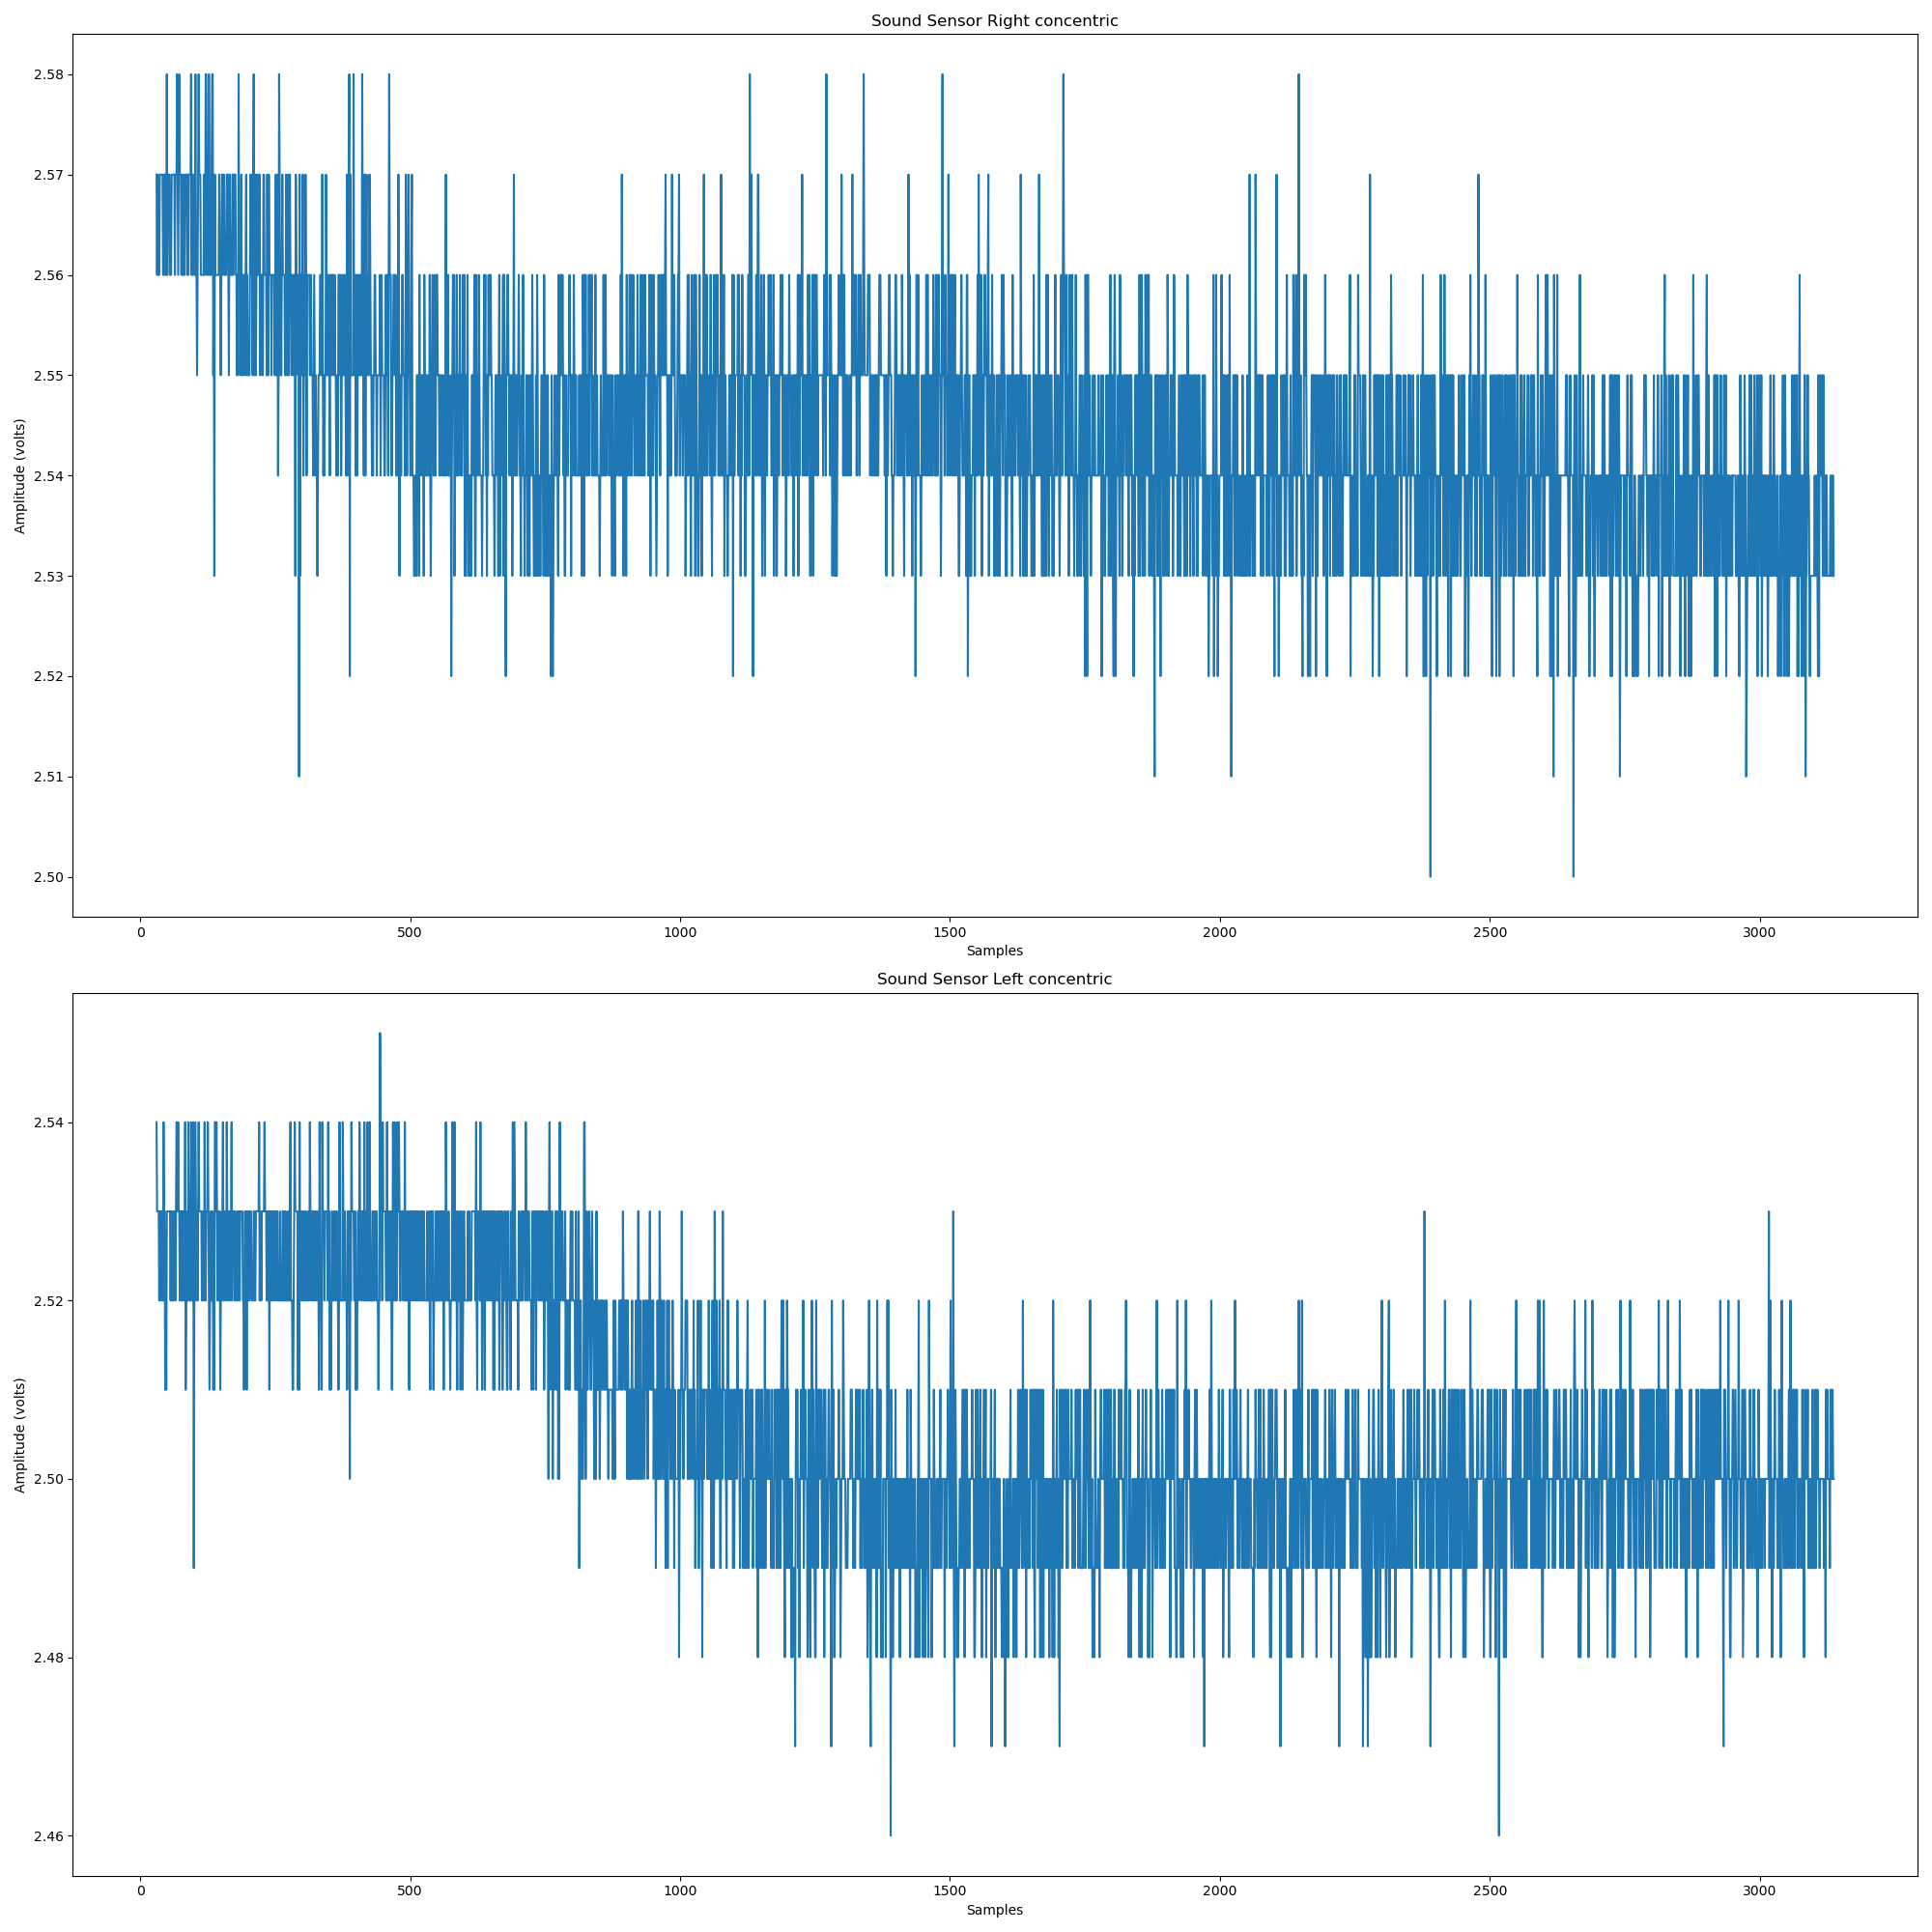 Sound Sensor Right concentric
2.58
2.57
2.56
2.55
2.54
2.53
2.52
2.51
2.50
Amplitude (volts)
0 500 1000 1500 2000 2500 3000
Samples
Sound Sensor Left concentric
2.54
2.52
2.50
2.48
2.46
Amplitude (volts)
0 500 1000 1500 2000 2500 3000
Samples